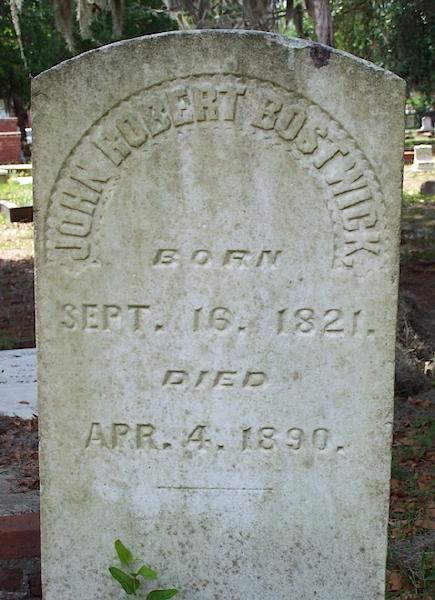 JOHN ROBERT BOSTWICK
BORN
SEPT. 16. 1821.
DIED
APR. 4. 1890.